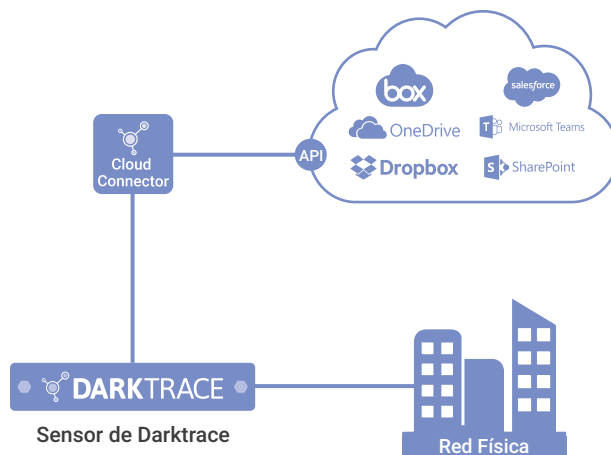 box
salesforce
OneDrive
Microsoft Teams
Dropbox
SharePoint
API
Cloud
Connector
DARKTRACE
Sensor de Darktrace
Red Física